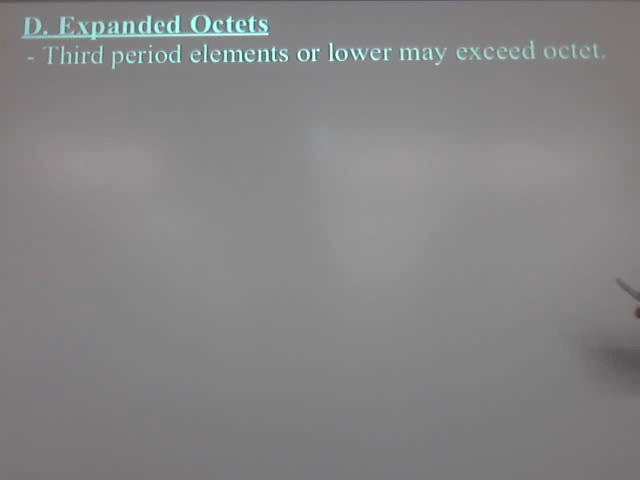 D. Expanded Octets
- Third period elements or lower may exceed octet.